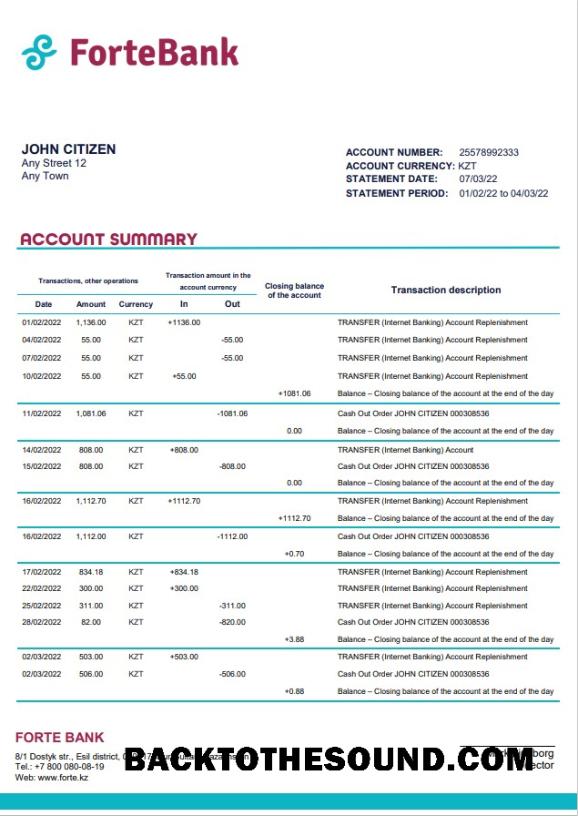 ForteBank
JOHN CITIZEN
Any Street 12
Any Town
ACCOUNT NUMBER: 25578992333
ACCOUNT CURRENCY: KZT
STATEMENT DATE: 07/03/22
STATEMENT PERIOD: 01/02/22 to 04/03/22
ACCOUNT SUMMARY
Transactions, other operations
Transaction amount in the account currency
Closing balance of the account
Transaction description
Date Amount Currency In Out
01/02/2022 1,136.00 KZT +1136.00 TRANSFER (Internet Banking) Account Replenishment
04/02/2022 55.00 KZT -55.00 TRANSFER (Internet Banking) Account Replenishment
07/02/2022 55.00 KZT -55.00 TRANSFER (Internet Banking) Account Replenishment
10/02/2022 55.00 KZT +55.00 TRANSFER (Internet Banking) Account Replenishment
+1081.06 Balance – Closing balance of the account at the end of the day
11/02/2022 1,081.06 KZT -1081.06 Cash Out Order JOHN CITIZEN 000308536
0.00 Balance – Closing balance of the account at the end of the day
14/02/2022 808.00 KZT +808.00 TRANSFER (Internet Banking) Account
15/02/2022 808.00 KZT -808.00 Cash Out Order JOHN CITIZEN 000308536
0.00 Balance – Closing balance of the account at the end of the day
16/02/2022 1,112.70 KZT +1112.70 TRANSFER (Internet Banking) Account Replenishment
+1112.70 Balance – Closing balance of the account at the end of the day
16/02/2022 1,112.00 KZT -1112.00 Cash Out Order JOHN CITIZEN 000308536
+0.70 Balance – Closing balance of the account at the end of the day
17/02/2022 834.18 KZT +834.18 TRANSFER (Internet Banking) Account Replenishment
22/02/2022 300.00 KZT +300.00 TRANSFER (Internet Banking) Account Replenishment
25/02/2022 311.00 KZT -311.00 TRANSFER (Internet Banking) Account Replenishment
28/02/2022 82.00 KZT -820.00 Cash Out Order JOHN CITIZEN 000308536
+3.88 Balance – Closing balance of the account at the end of the day
02/03/2022 503.00 KZT +503.00 TRANSFER (Internet Banking) Account Replenishment
02/03/2022 506.00 KZT -506.00 Cash Out Order JOHN CITIZEN 000308536
+0.88 Balance – Closing balance of the account at the end of the day
FORTE BANK
8/1 Dostyk str., Esil district,
Tel.: +7 800 080-08-19
Web: www.forte.kz
BACKTOTHESOUND.COM